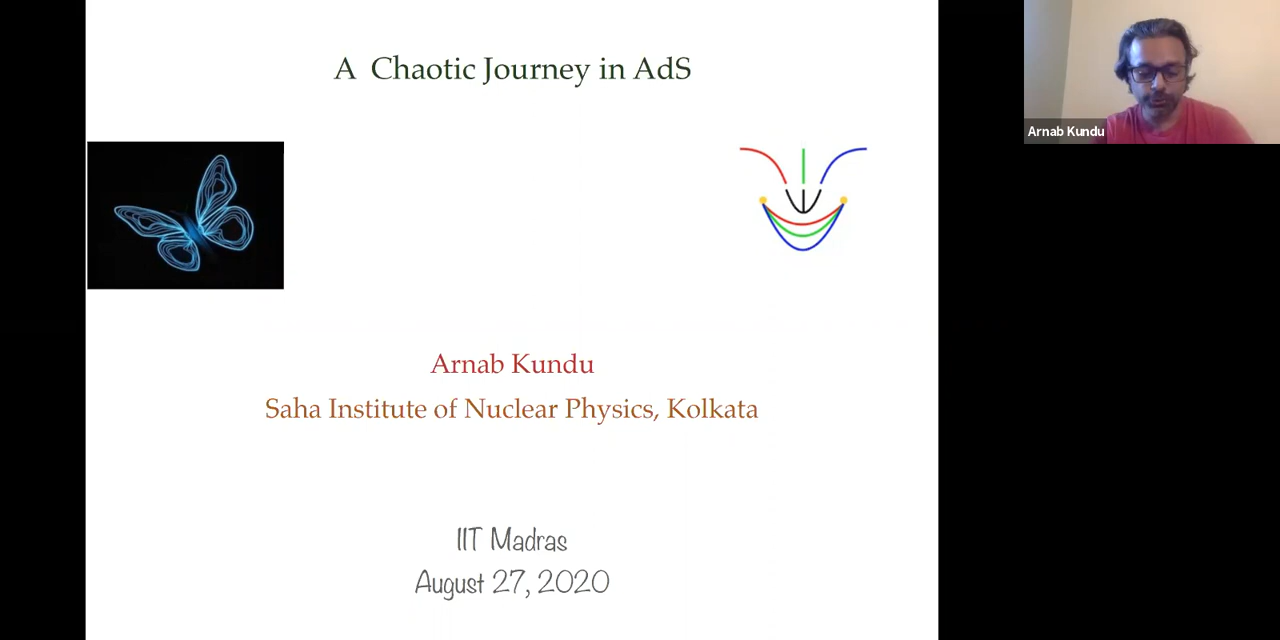 A Chaotic Journey in AdS
Arnab Kundu
Arnab Kundu
Saha Institute of Nuclear Physics, Kolkata
IIT Madras
August 27, 2020